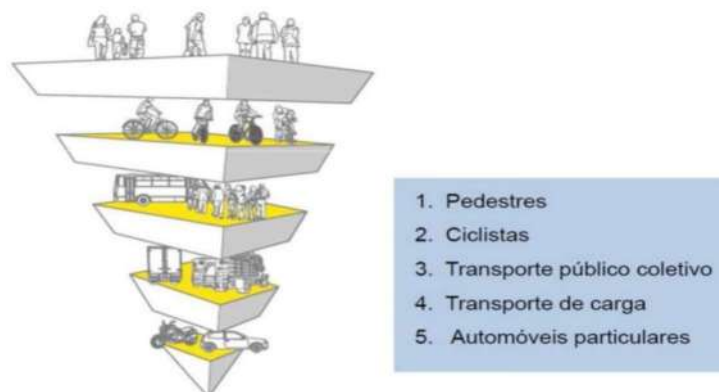 1. Pedestres
2. Ciclistas
3. Transporte público coletivo
4. Transporte de carga
5. Automóveis particulares